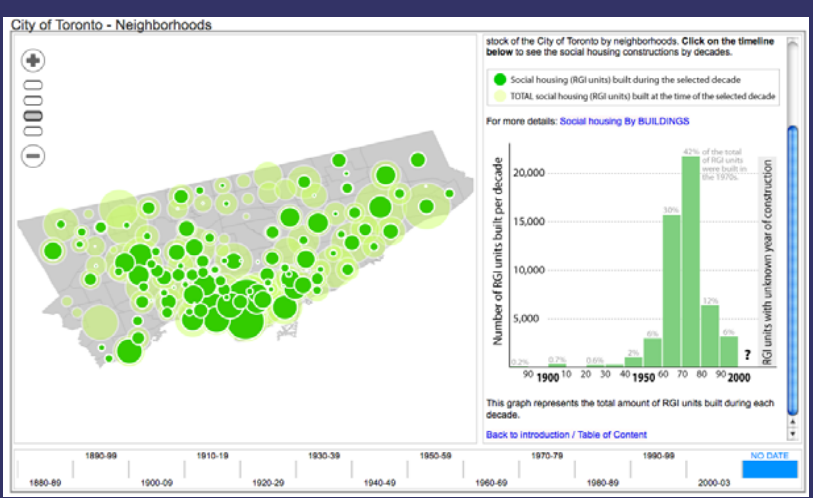 City of Toronto - Neighborhoods
stock of the City of Toronto by neighborhoods. Click on the timeline
below to see the social housing constructions by decades.
Social housing (RGI units) built during the selected decade
TOTAL social housing (RGI units) built at the time of the selected decade
For more details: Social housing By BUILDINGS
Number of RGI units built per decade
20,000
15,000
10,000
5,000
42% of the total
of RGI units
were built in
the 1970s.
30%
12%
6%
6%
2%
0.2%
0.7%
0.6%
?
RGI units with unknown year of construction
90 1900 10 20 30 40 1950 60 70 80 90 2000
This graph represents the total amount of RGI units built during each
decade.
Back to introduction / Table of Content
1890-99 1910-19 1930-39 1950-59 1970-79 1990-99 NO DATE
1880-89 1900-09 1920-29 1940-49 1960-69 1980-89 2000-03